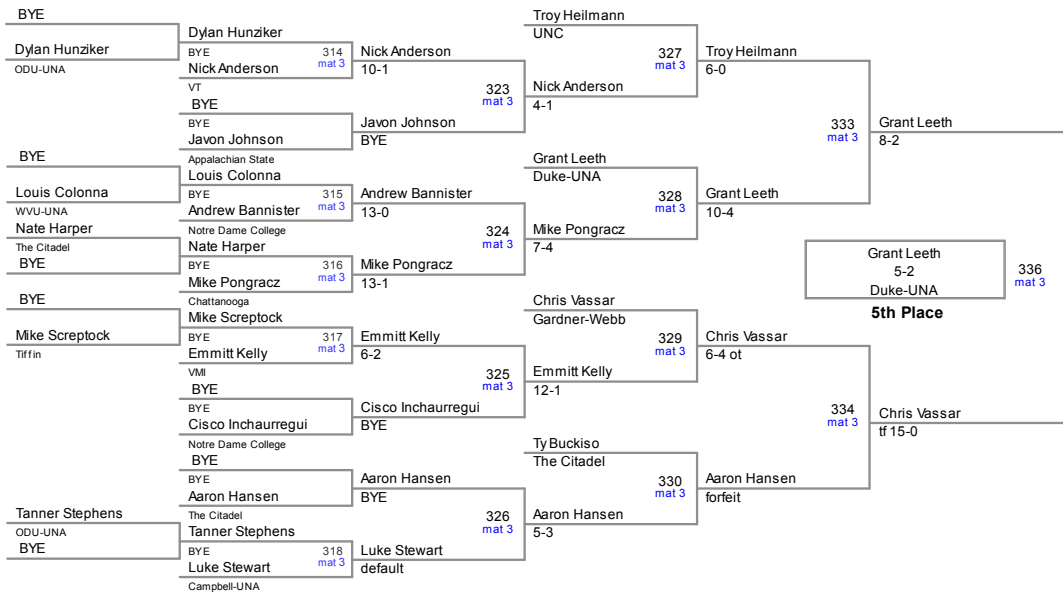 BYE
Dylan Hunziker
ODU-UNA
BYE
Louis Colonna
WVU-UNA
Nate Harper
The Citadel
BYE
BYE
Mike Screptock
Tiffin
Tanner Stephens
ODU-UNA
BYE
Dylan Hunziker
BYE
314
mat 3
Nick Anderson
VT
BYE
BYE
Javon Johnson
Appalachian State
Louis Colonna
BYE
315
mat 3
Andrew Bannister
Notre Dame College
Nate Harper
BYE
316
mat 3
Mike Pongracz
Chattanooga
Mike Screptock
BYE
317
mat 3
Emmitt Kelly
VMI
BYE
BYE
Cisco Inchaurregui
Notre Dame College
BYE
BYE
Aaron Hansen
The Citadel
Tanner Stephens
BYE
318
mat 3
Luke Stewart
Campbell-UNA
Nick Anderson
10-1
323
mat 3
Javon Johnson
BYE
Andrew Bannister
13-0
324
mat 3
Mike Pongracz
13-1
Emmitt Kelly
6-2
325
mat 3
Cisco Inchaurregui
BYE
Aaron Hansen
BYE
326
mat 3
Luke Stewart
default
Troy Heilmann
UNC
327
mat 3
Nick Anderson
4-1
Grant Leeth
Duke-UNA
328
mat 3
Mike Pongracz
7-4
Chris Vassar
Gardner-Webb
329
mat 3
Emmitt Kelly
12-1
Ty Buckiso
The Citadel
330
mat 3
Aaron Hansen
5-3
Troy Heilmann
6-0
333
mat 3
Grant Leeth
10-4
Chris Vassar
6-4 ot
334
mat 3
Aaron Hansen
forfeit
Grant Leeth
8-2
Grant Leeth
5-2
Duke-UNA
336
mat 3
5th Place
Chris Vassar
tf 15-0